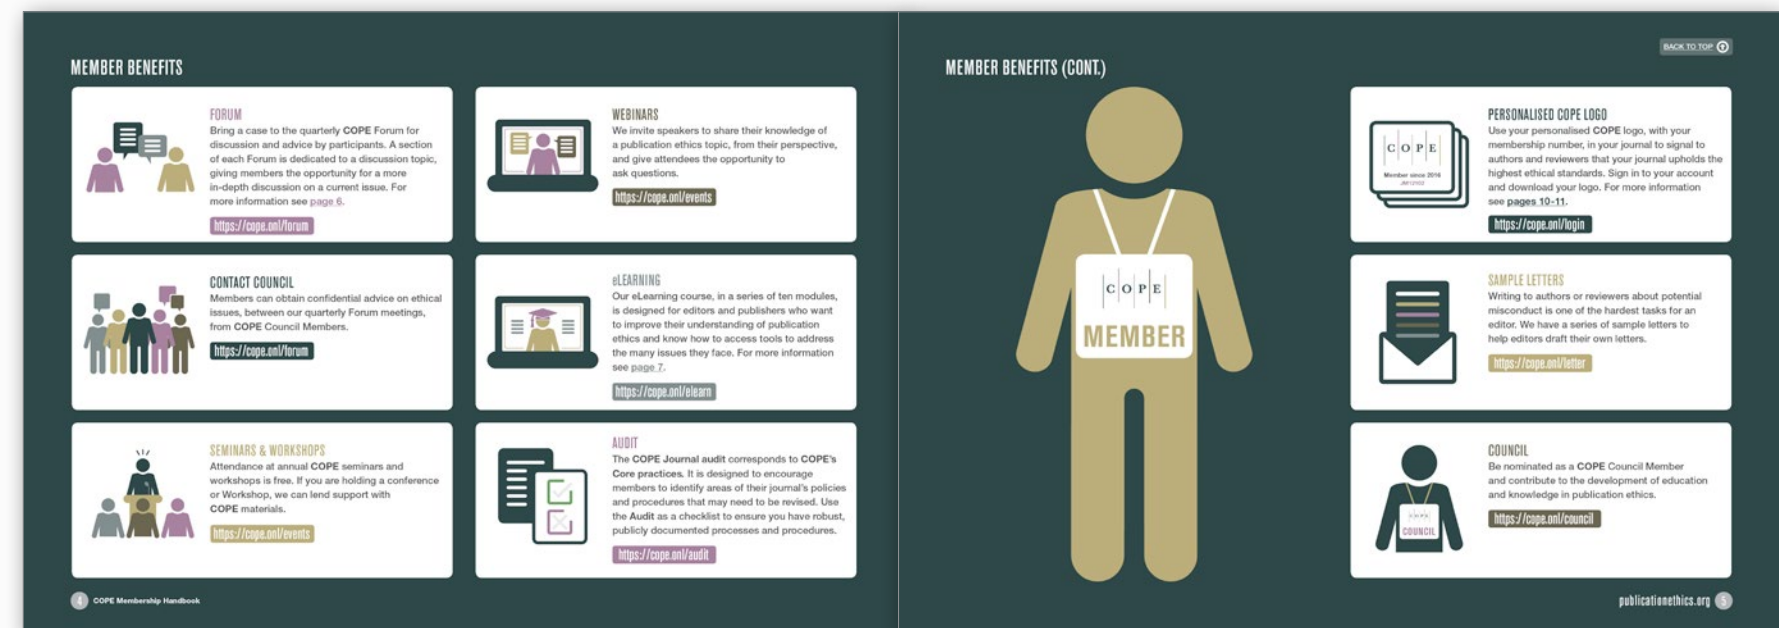 MEMBER BENEFITS
FORUM
Bring a case to the quarterly COPE Forum for
discussion and advice by participants. A section
of each Forum is dedicated to a discussion topic,
giving members the opportunity for a more
in-depth discussion on a current issue. For
more information see page 6.
https://cope.onl/forum
CONTACT COUNCIL
Members can obtain confidential advice on ethical
issues, between our quarterly Forum meetings,
from COPE Council Members.
https://cope.onl/forum
SEMINARS & WORKSHOPS
Attendance at annual COPE seminars and
workshops is free. If you are holding a conference
or Workshop, we can lend support with
COPE materials.
https://cope.onl/events
WEBINARS
We invite speakers to share their knowledge of
a publication ethics topic, from their perspective,
and give attendees the opportunity to
ask questions.
https://cope.onl/events
eLEARNING
Our eLearning course, in a series of ten modules,
is designed for editors and publishers who want
to improve their understanding of publication
ethics and know how to access tools to address
the many issues they face. For more information
see page 7.
https://cope.onl/elearn
AUDIT
The COPE Journal audit corresponds to COPE's
Core practices. It is designed to encourage
members to identify areas of their journal's policies
and procedures that may need to be revised. Use
the Audit as a checklist to ensure you have robust,
publicly documented processes and procedures.
https://cope.onl/audit
4 COPE Membership Handbook
BACK TO TOP
MEMBER BENEFITS (CONT.)
COPE
MEMBER
COPE
Member since 2016
PERSONALISED COPE LOGO
Use your personalised COPE logo, with your
membership number, in your journal to signal to
authors and reviewers that your journal upholds the
highest ethical standards. Sign in to your account
and download your logo. For more information
see pages 10-11.
https://cope.onl/login
SAMPLE LETTERS
Writing to authors or reviewers about potential
misconduct is one of the hardest tasks for an
editor. We have a series of sample letters to
help editors draft their own letters.
https://cope.onl/letter
COPE
COUNCIL
COUNCIL
Be nominated as a COPE Council Member
and contribute to the development of education
and knowledge in publication ethics.
https://cope.onl/council
publicationethics.org 5